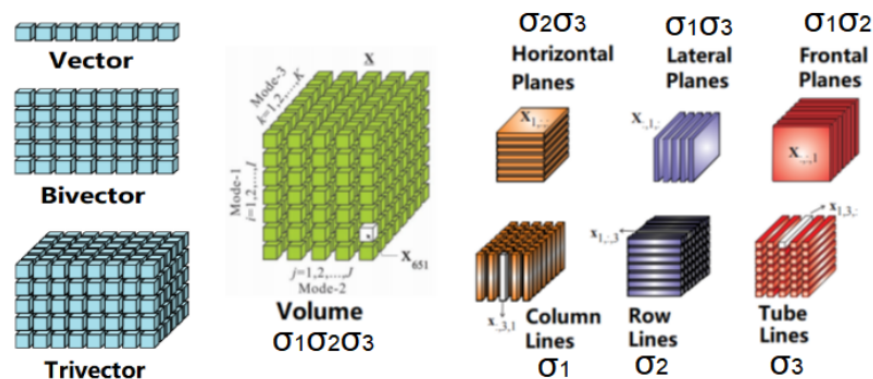 Vector
Bivector
Trivector
X
Mode-3
k=1,2,...,K
Mode-1
i=1,2,...,I
j=1,2,...,J
Mode-2
x651
Volume
σ1σ2σ3
σ2σ3
Horizontal
Planes
X1,:,:
σ1σ3
Lateral
Planes
X:,1,:
σ1σ2
Frontal
Planes
X:,:,1
x:,3,1
Column
Lines
σ1
x1,:,3
Row
Lines
σ2
x1,3,:
Tube
Lines
σ3